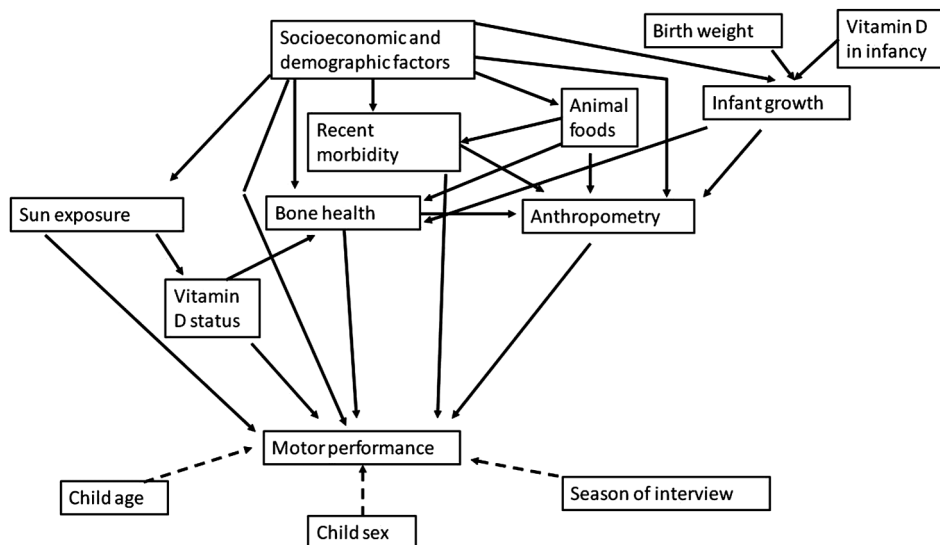 Socioeconomic and
demographic factors
Birth weight
Vitamin D
in infancy
Infant growth
Animal
foods
Recent
morbidity
Sun exposure
Bone health
Anthropometry
Vitamin
D status
Motor performance
Child age
Child sex
Season of interview